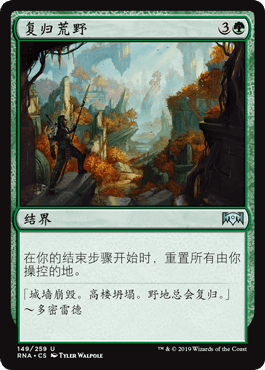 复归荒野 3
结界
在你的结束步骤开始时，重置所有由你
操控的地。
「城墙崩毁。高楼坍塌。野地总会复归。」
～多密雷德
149/259 U
RNA • CS TYLER WALPOLE
™ & © 2019 Wizards of the Coast